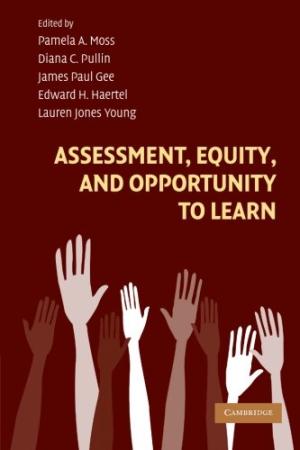 Edited by
Pamela A. Moss
Diana C. Pullin
James Paul Gee
Edward H. Haertel
Lauren Jones Young
ASSESSMENT, EQUITY,
AND OPPORTUNITY
TO LEARN
CAMBRIDGE